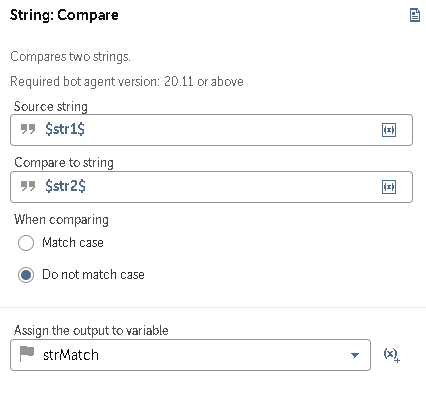 String: Compare
Compares two strings.
Required bot agent version: 20.11 or above
Source string
" $str1$ (x)
Compare to string
" $str2$ (x)
When comparing
Match case
Do not match case
Assign the output to variable
strMatch (x)+